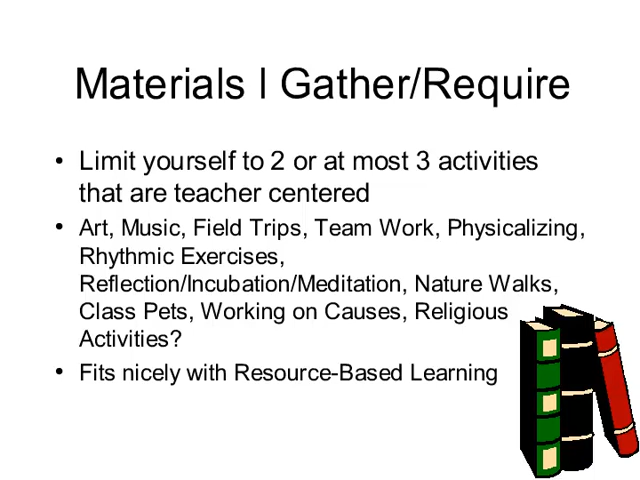 Materials I Gather/Require
• Limit yourself to 2 or at most 3 activities
that are teacher centered
• Art, Music, Field Trips, Team Work, Physicalizing,
Rhythmic Exercises,
Reflection/Incubation/Meditation, Nature Walks,
Class Pets, Working on Causes, Religious
Activities?
• Fits nicely with Resource-Based Learning